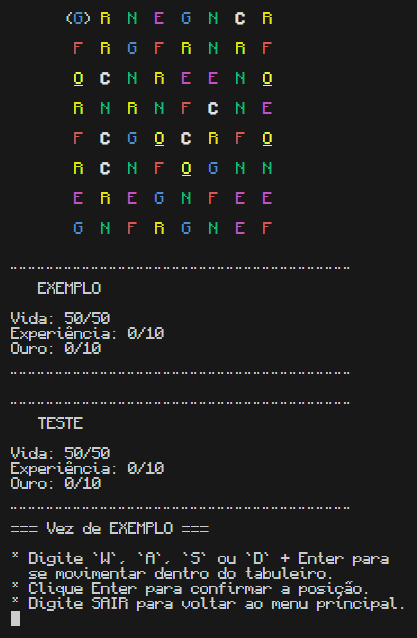 (G) R N E G N C R
F R G F R N R F
O C N R E E N O
R N R N F C N E
F C G O C R F O
R C N F O G N N
E R E G N F E E
G N F R G N E F
EXEMPLO
Vida: 50/50
Experiência: 0/10
Ouro: 0/10
TESTE
Vida: 50/50
Experiência: 0/10
Ouro: 0/10
=== Vez de EXEMPLO ===
* Digite `W`, `A`, `S` ou `D` + Enter para
se movimentar dentro do tabuleiro.
* Clique Enter para confirmar a posição.
* Digite SAIR para voltar ao menu principal.